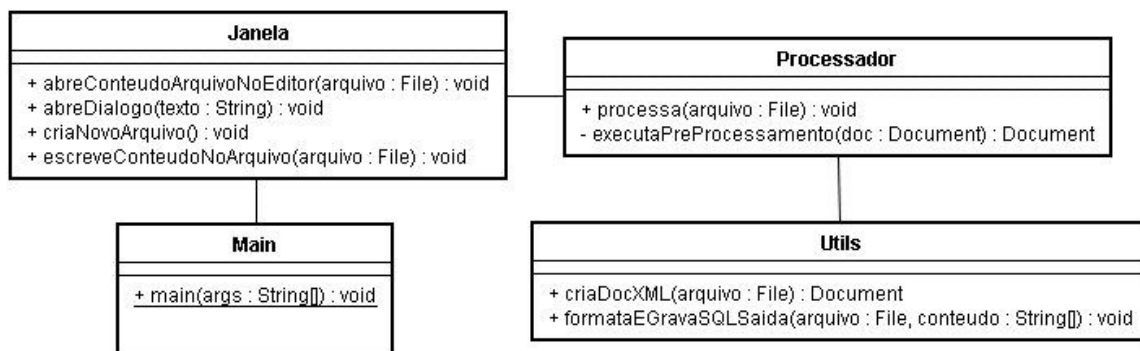 Janela
+ abreConteudoArquivoNoEditor(arquivo : File) : void
+ abreDialogo(texto : String) : void
+ criaNovoArquivo() : void
+ escreveConteudoNoArquivo(arquivo : File) : void
Processador
+ processa(arquivo : File) : void
- executaPreProcessamento(doc : Document) : Document
Main
+ main(args : String[]) : void
Utils
+ criaDocXML(arquivo : File) : Document
+ formataEGravaSQLSaida(arquivo : File, conteudo : String[]) : void